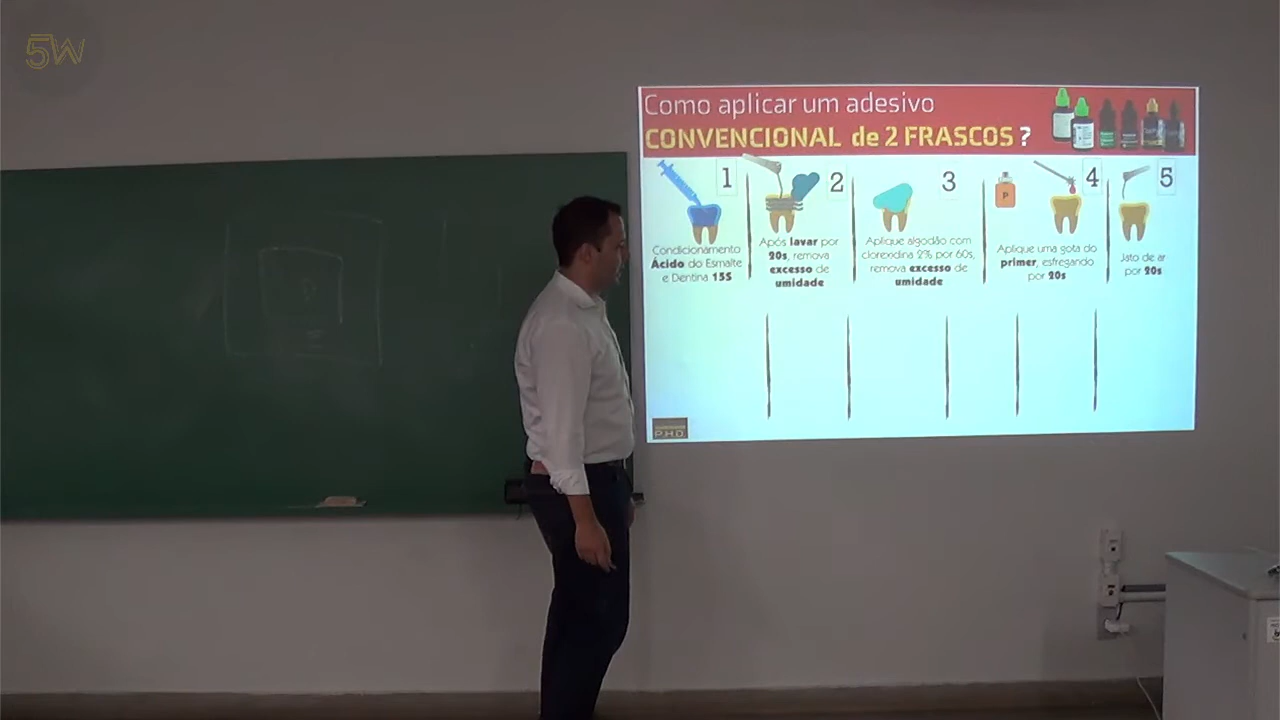 5W
Como aplicar um adesivo
CONVENCIONAL de 2 FRASCOS ?
1
Condicionamento
Ácido do Esmalte
e Dentina 15S
2
Após lavar por
20s, remova
excesso de
umidade
3
Aplique algodão com
clorexidina 2% por 60s,
remova excesso de
umidade
P
4
Aplique uma gota do
primer, esfregando
por 20s
5
Jato de ar
por 20s
PHD